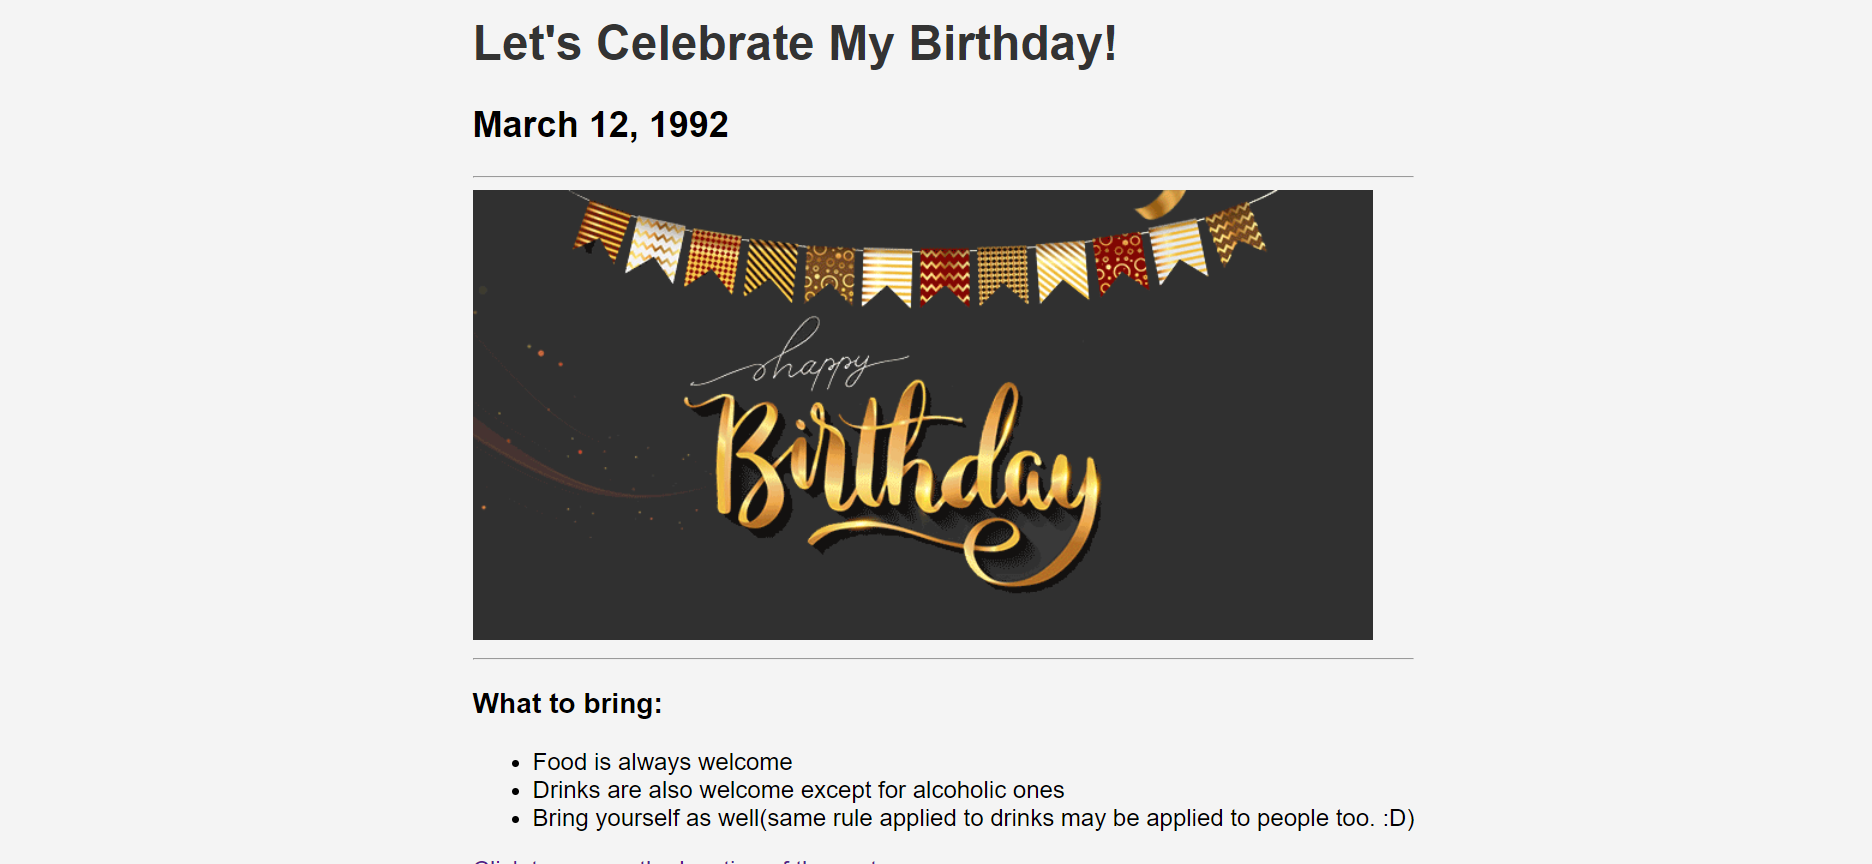 Let's Celebrate My Birthday!
March 12, 1992
happy
Birthday
What to bring:
Food is always welcome
Drinks are also welcome except for alcoholic ones
Bring yourself as well(same rule applied to drinks may be applied to people too. :D)